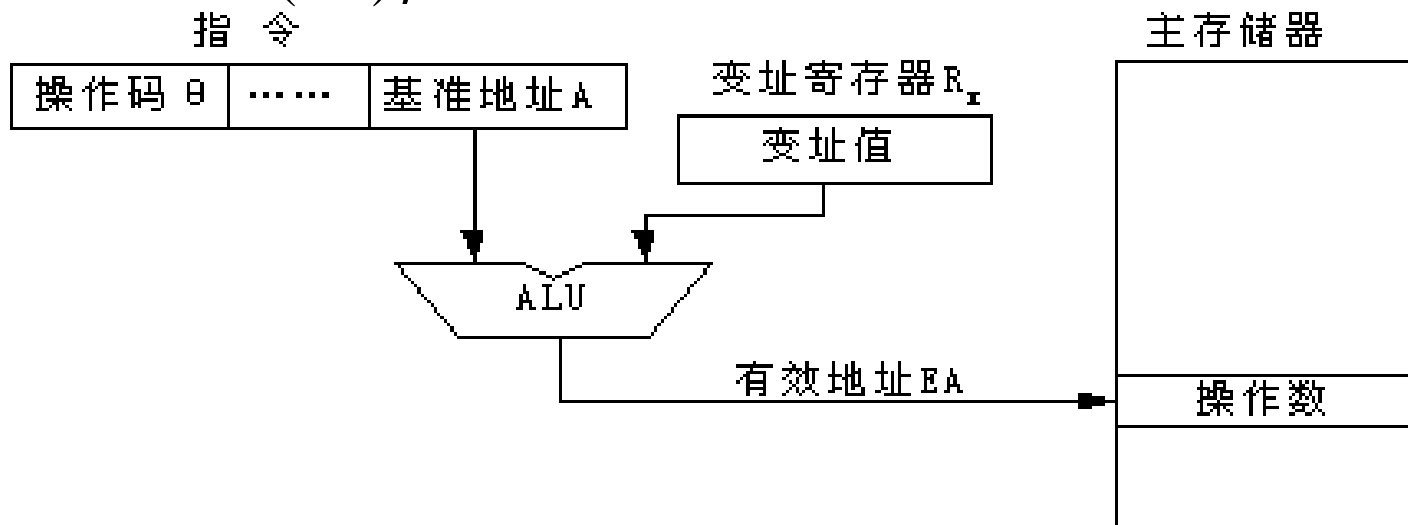 指 令
主存储器
操作码 θ
……
基准地址A
变址寄存器Rx
变址值
ALU
有效地址EA
操作数